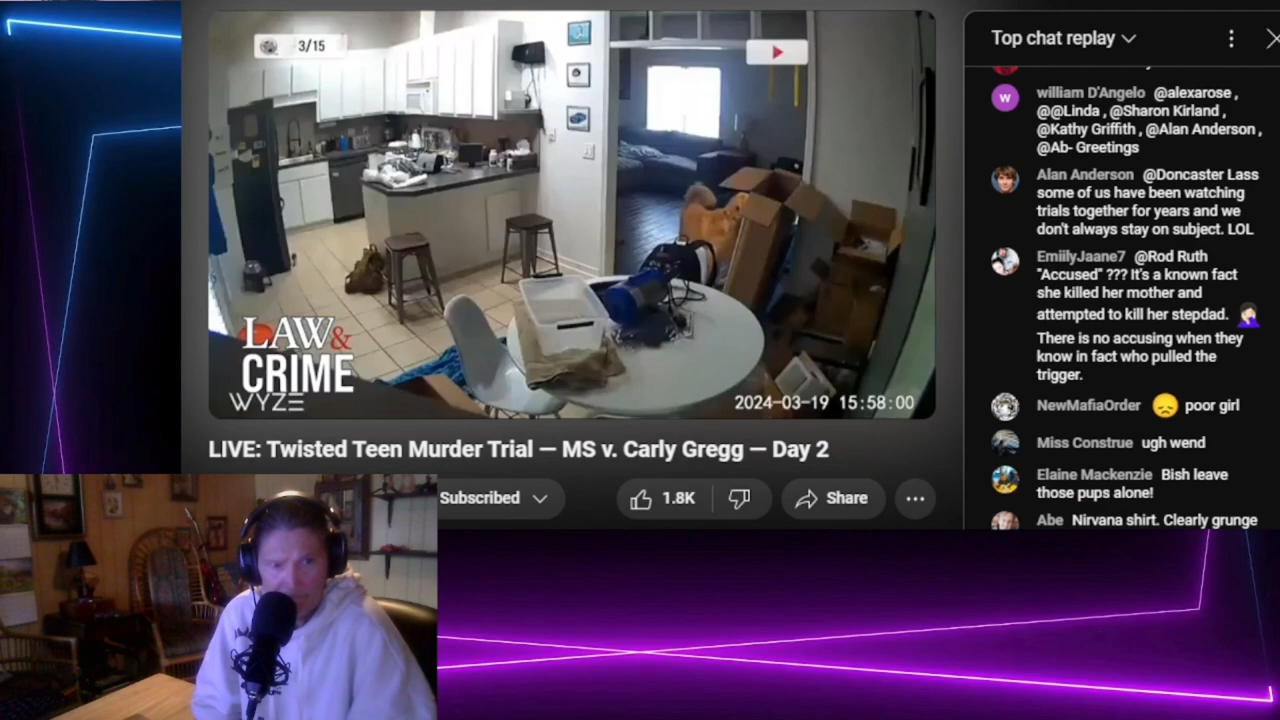 3/15
LAW&
CRIME
WYZE
2024-03-19 15:58:00
LIVE: Twisted Teen Murder Trial — MS v. Carly Gregg — Day 2
Subscribed
1.8K
Share
Top chat replay
W
william D'Angelo @alexarose ,
@@Linda , @Sharon Kirland ,
@Kathy Griffith , @Alan Anderson ,
@Ab- Greetings
Alan Anderson @Doncaster Lass
some of us have been watching
trials together for years and we
don't always stay on subject. LOL
EmiilyJaane7 @Rod Ruth
"Accused" ??? It's a known fact
she killed her mother and
attempted to kill her stepdad. 🤦🏻‍♀️
There is no accusing when they
know in fact who pulled the
trigger.
NewMafiaOrder 😞 poor girl
Miss Construe ugh wend
Elaine Mackenzie Bish leave
those pups alone!
Abe Nirvana shirt. Clearly grunge